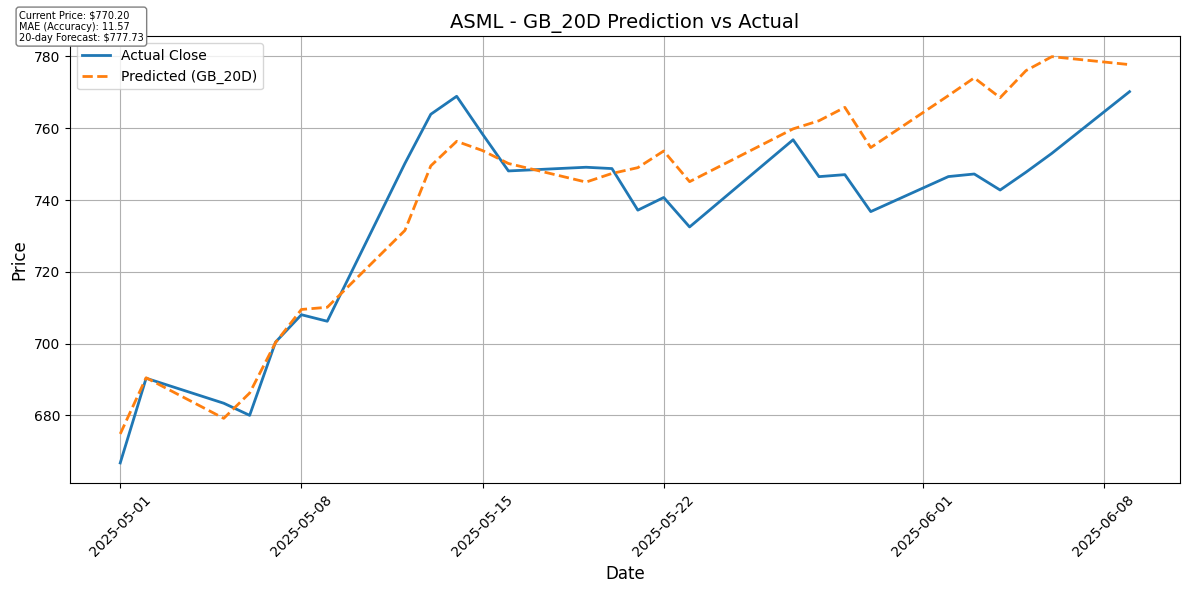 ASML - GB_20D Prediction vs Actual
Current Price: $770.20
MAE (Accuracy): 11.57
20-day Forecast: $777.73
Actual Close
Predicted (GB_20D)
Price
780
760
740
720
700
680
2025-05-01
2025-05-08
2025-05-15
2025-05-22
2025-06-01
2025-06-08
Date